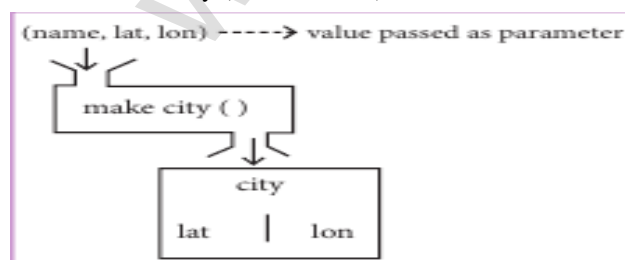 (name, lat, lon) -----> value passed as parameter
make city ( )
city
lat | lon